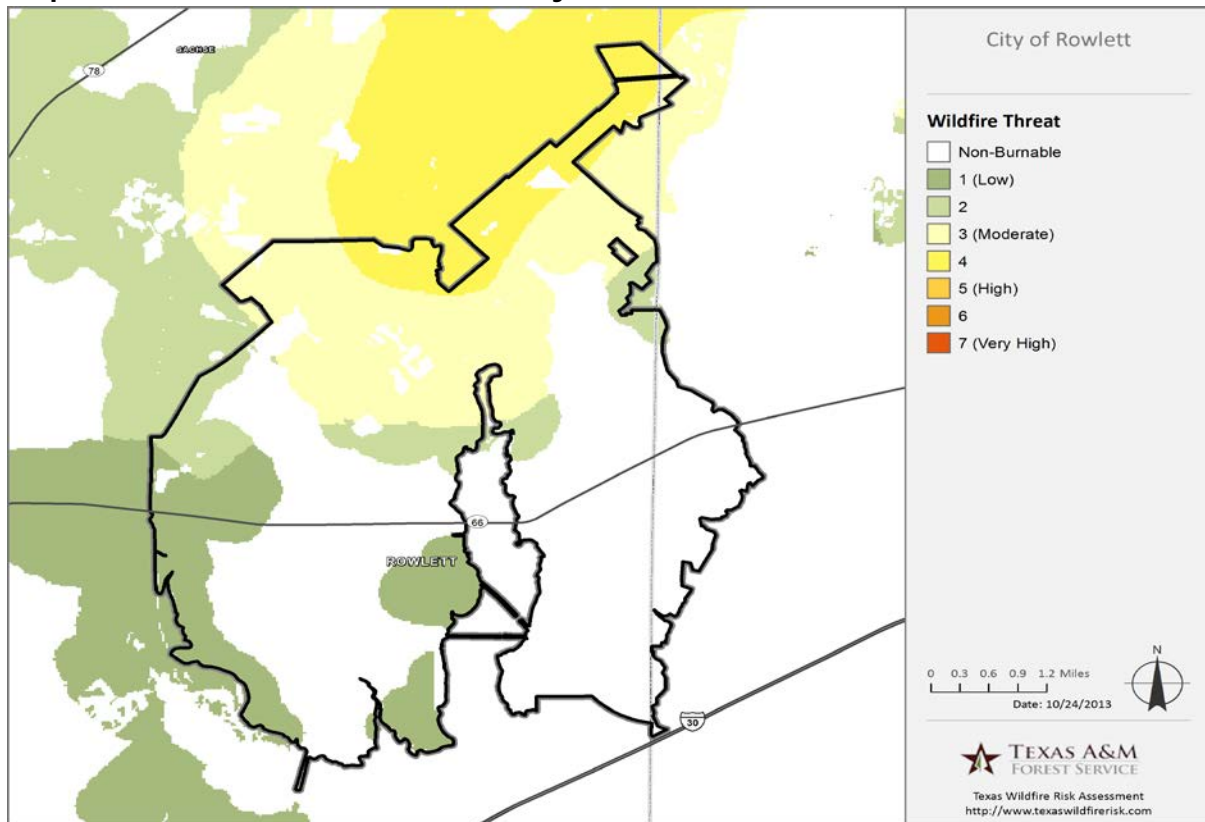 SACHSE
78
66
ROWLETT
30
City of Rowlett
Wildfire Threat
Non-Burnable
1 (Low)
2
3 (Moderate)
4
5 (High)
6
7 (Very High)
N
0 0.3 0.6 0.9 1.2 Miles
Date: 10/24/2013
TEXAS A&M
FOREST SERVICE
Texas Wildfire Risk Assessment
http://www.texaswildfirerisk.com